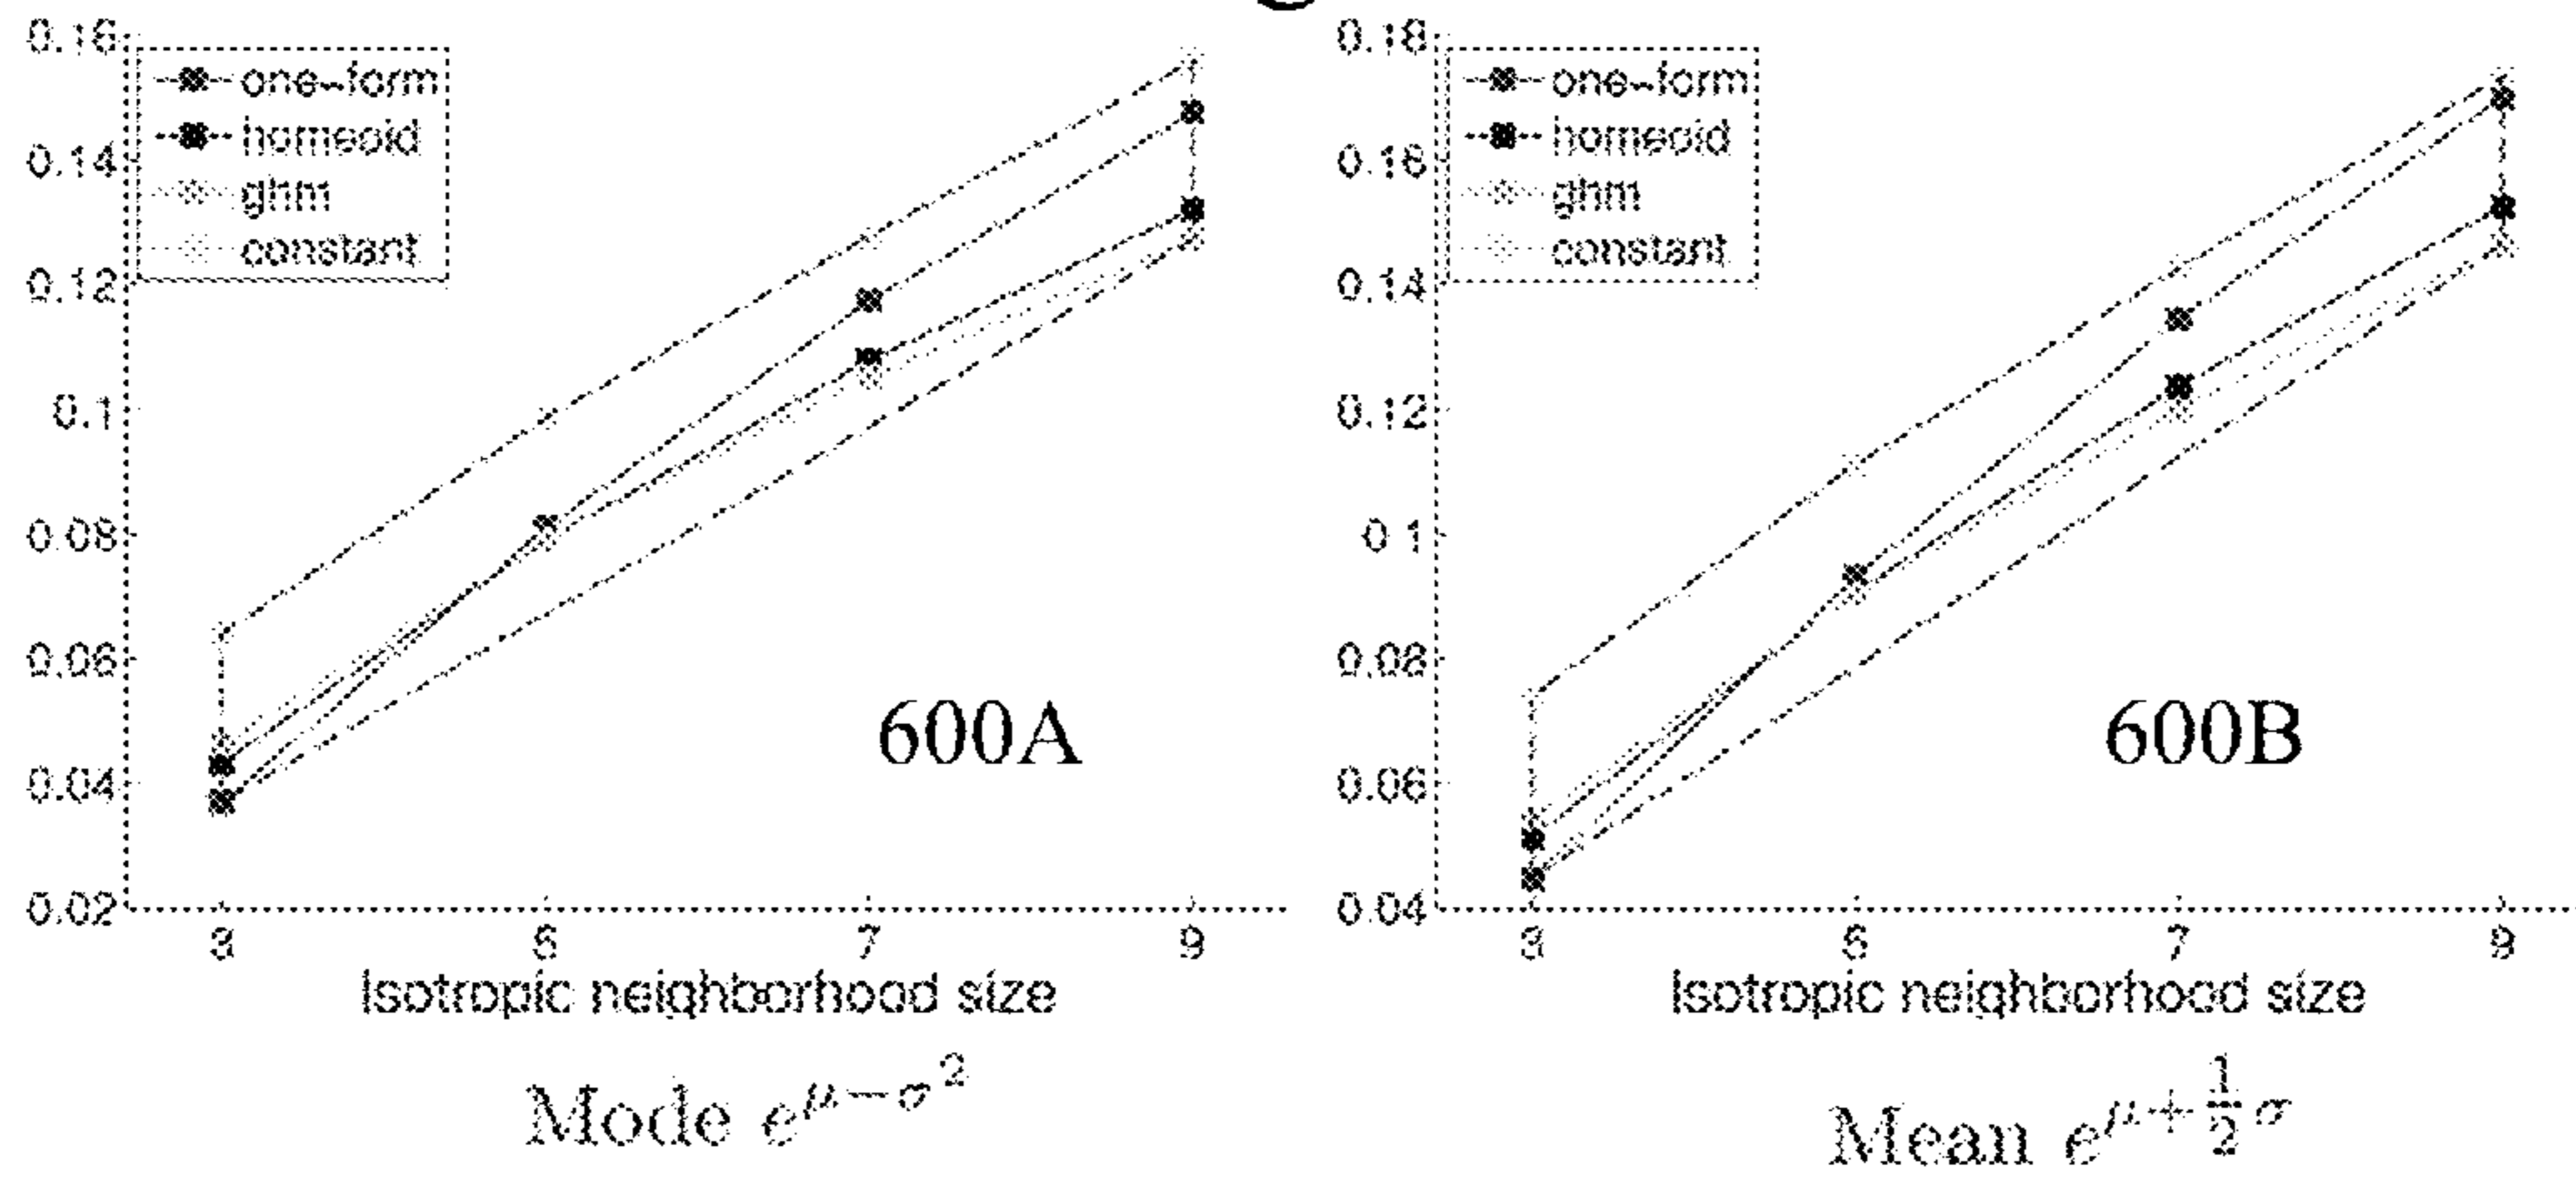 0.16
0.14
0.12
0.1
0.08
0.06
0.04
0.02
one-form
homeoid
ghm
constant
600A
3 5 7 9
Isotropic neighborhood size
Mode e^{μ−σ^2}
0.18
0.16
0.14
0.12
0.1
0.08
0.06
0.04
one-form
homeoid
ghm
constant
600B
3 5 7 9
Isotropic neighborhood size
Mean e^{μ+\frac{1}{2}σ}